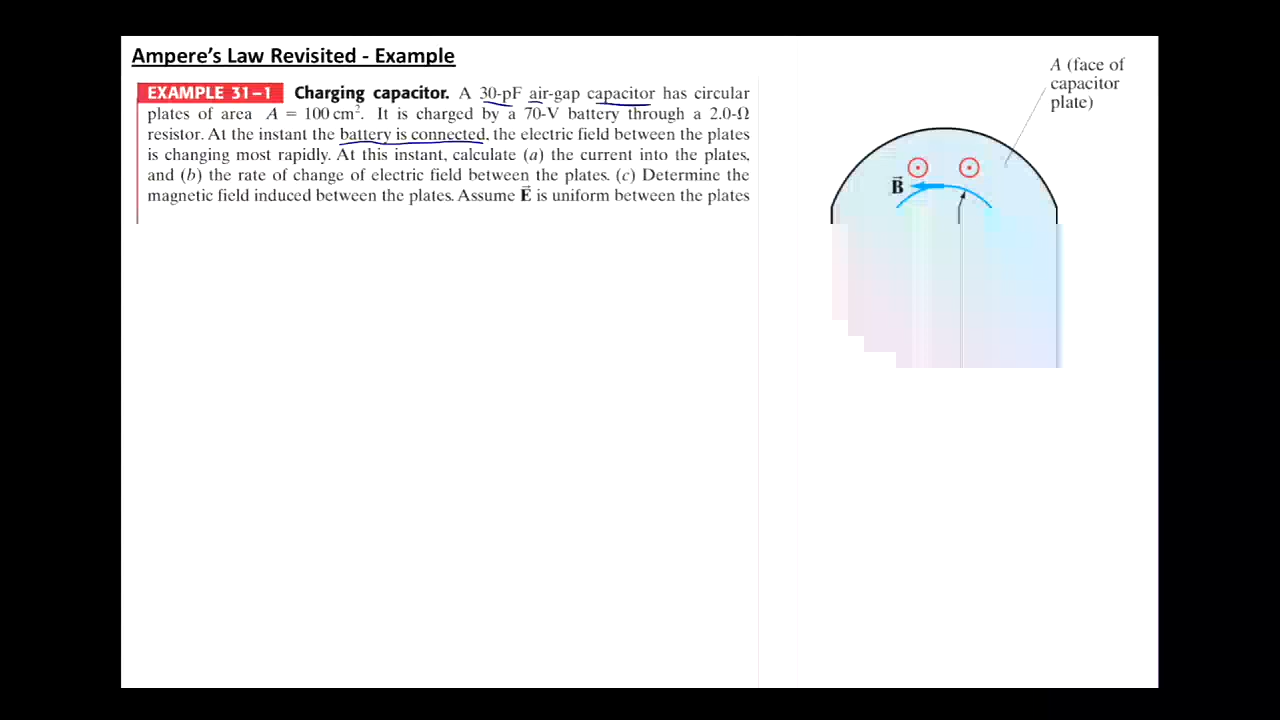 Ampere's Law Revisited - Example
EXAMPLE 31–1 Charging capacitor. A 30-pF air-gap capacitor has circular
plates of area A = 100 cm². It is charged by a 70-V battery through a 2.0-Ω
resistor. At the instant the battery is connected, the electric field between the plates
is changing most rapidly. At this instant, calculate (a) the current into the plates,
and (b) the rate of change of electric field between the plates. (c) Determine the
magnetic field induced between the plates. Assume E⃗ is uniform between the plates
A (face of
capacitor
plate)
B⃗